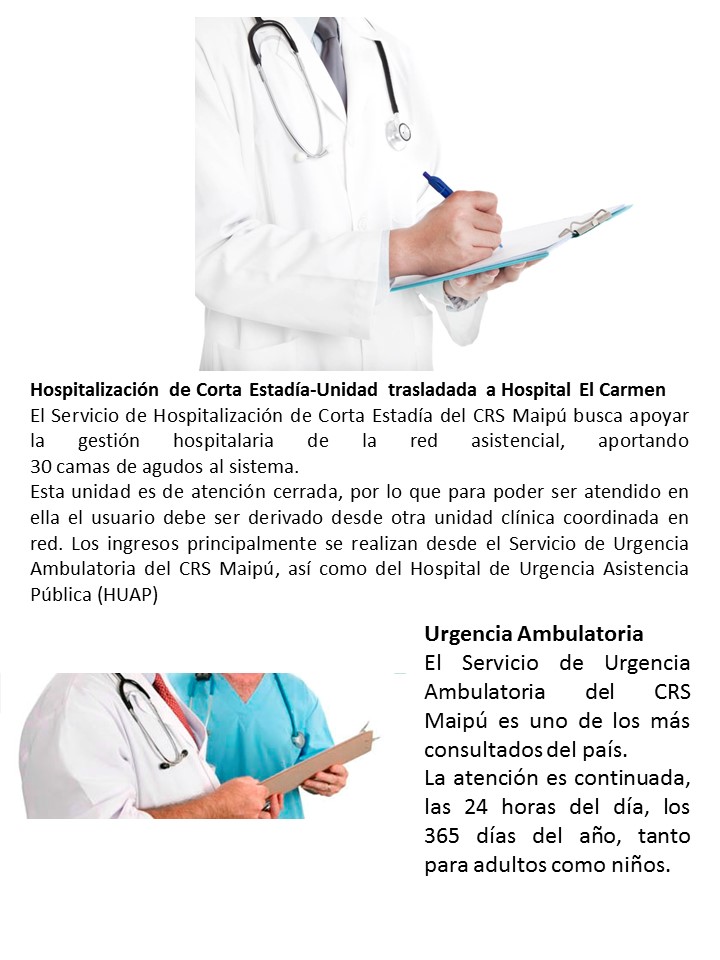 Hospitalización de Corta Estadía-Unidad trasladada a Hospital El Carmen
El Servicio de Hospitalización de Corta Estadía del CRS Maipú busca apoyar
la gestión hospitalaria de la red asistencial, aportando
30 camas de agudos al sistema.
Esta unidad es de atención cerrada, por lo que para poder ser atendido en
ella el usuario debe ser derivado desde otra unidad clínica coordinada en
red. Los ingresos principalmente se realizan desde el Servicio de Urgencia
Ambulatoria del CRS Maipú, así como del Hospital de Urgencia Asistencia
Pública (HUAP)
Urgencia Ambulatoria
El Servicio de Urgencia
Ambulatoria del CRS
Maipú es uno de los más
consultados del país.
La atención es continuada,
las 24 horas del día, los
365 días del año, tanto
para adultos como niños.